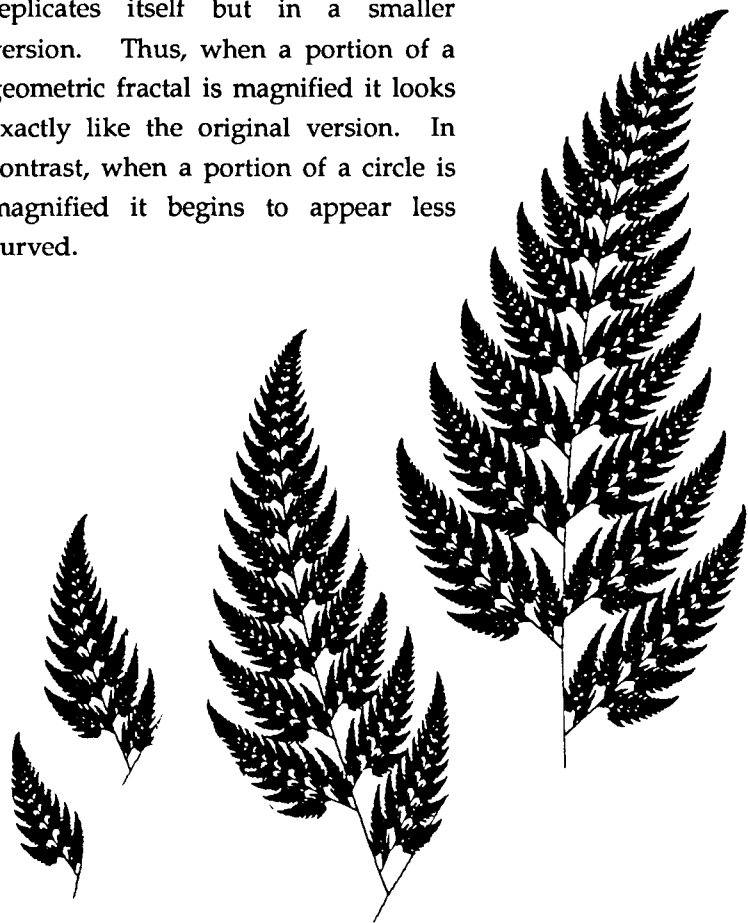 eplicates itself but in a smaller
ersion. Thus, when a portion of a
eometric fractal is magnified it looks
xactly like the original version. In
ontrast, when a portion of a circle is
nagnified it begins to appear less
urved.